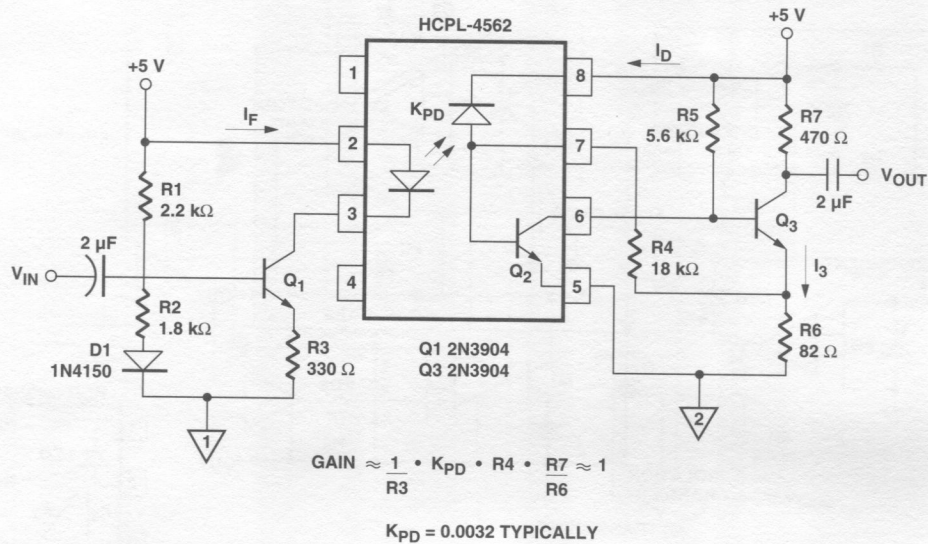 HCPL-4562
+5 V
+5 V
1
8
I_D
I_F
K_PD
R5
5.6 kΩ
R7
470 Ω
2
7
V_OUT
2 µF
R1
2.2 kΩ
3
6
Q_3
2 µF
V_IN
Q_1
4
Q_2
5
R4
18 kΩ
I_3
R2
1.8 kΩ
D1
1N4150
R3
330 Ω
Q1 2N3904
Q3 2N3904
R6
82 Ω
1
2
GAIN ≈ 1/R3 • K_PD • R4 • R7/R6 ≈ 1
K_PD = 0.0032 TYPICALLY